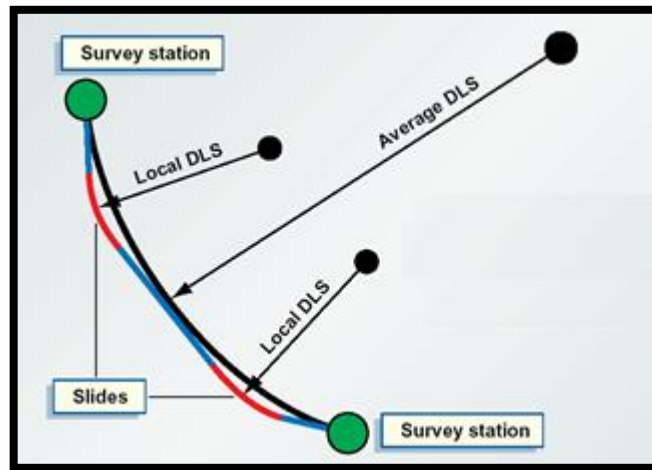 Survey station
Average DLS
Local DLS
Local DLS
Slides
Survey station